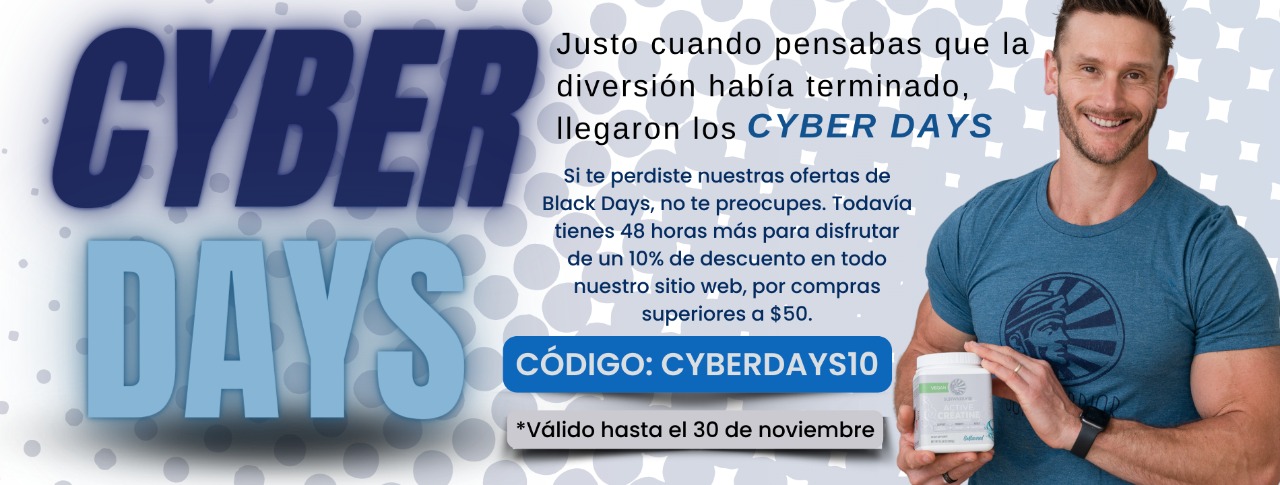 CYBER
DAYS
Justo cuando pensabas que la
diversión había terminado,
llegaron los CYBER DAYS
Si te perdiste nuestras ofertas de
Black Days, no te preocupes. Todavía
tienes 48 horas más para disfrutar
de un 10% de descuento en todo
nuestro sitio web, por compras
superiores a $50.
CÓDIGO: CYBERDAYS10
*Válido hasta el 30 de noviembre
VEGAN
CREATINE